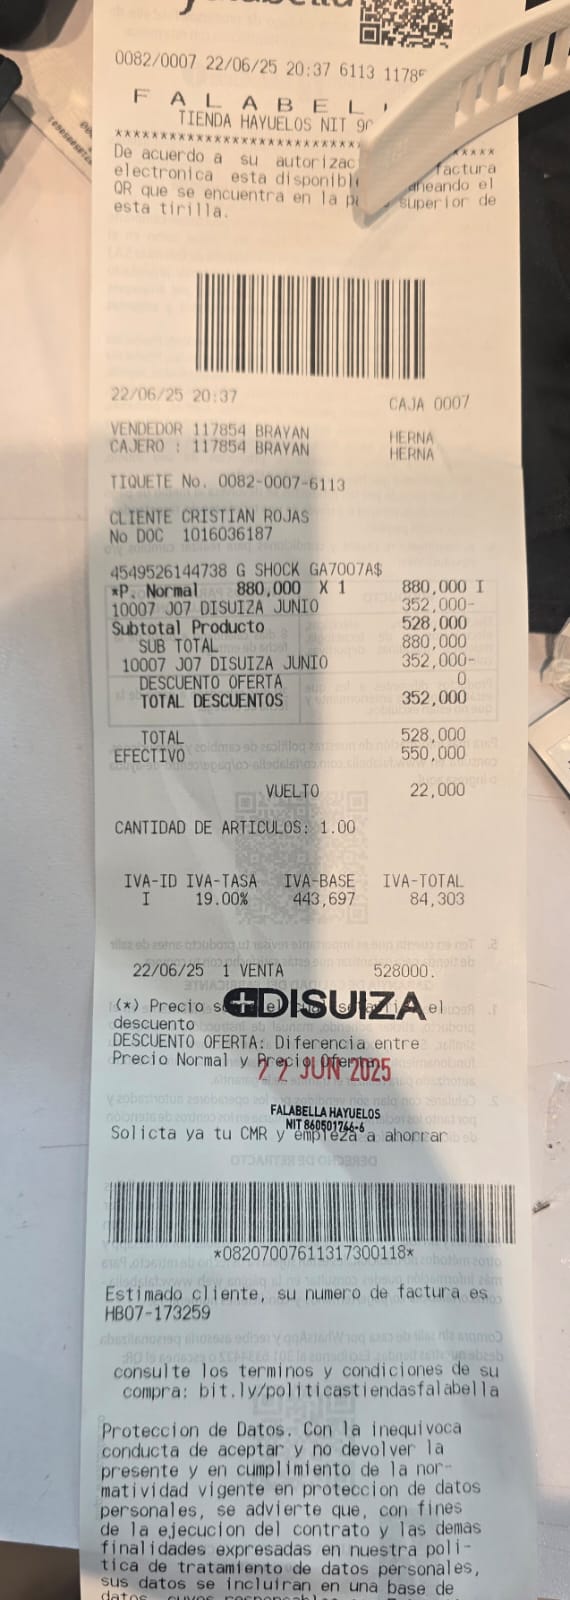 0082/0007 22/06/25 20:37 6113 1178
F A L A B E L
TIENDA HAYUELOS NIT
************************************
De acuerdo a su factura
electronica esta el
QR que se encuentra en la superior de
esta tirilla.
22/06/25 20:37 CAJA 0007
VENDEDOR 117854 BRAYAN HERNA
CAJERO : 117854 BRAYAN HERNA
TIQUETE No. 0082-0007-6113
CLIENTE CRISTIAN ROJAS
No DOC 1016036187
4549526144738 G SHOCK GA7007A$
*P. Normal 880,000 X 1 880,000 I
10007 J07 DISUIZA JUNIO 352,000-
Subtotal Producto 528,000
SUB TOTAL 880,000
10007 J07 DISUIZA JUNIO 352,000-
DESCUENTO OFERTA 0
TOTAL DESCUENTOS 352,000
TOTAL 528,000
EFECTIVO 550,000
VUELTO 22,000
CANTIDAD DE ARTICULOS: 1.00
IVA-ID IVA-TASA IVA-BASE IVA-TOTAL
I 19.00% 443,697 84,303
22/06/25 1 VENTA 528000.
DISUIZA
(*) Precio el
descuento
DESCUENTO OFERTA: Diferencia entre
Precio Normal y Precio Oferta
22 JUN 2025
FALABELLA HAYUELOS
NIT 860501766-6
Solicta ya tu CMR y empieza a ahorrar
*082070076113173001 18*
Estimado cliente, su numero de factura es
HB07-173259
consulte los terminos y condiciones de su
compra: bit.ly/politicastiendasfalabella
Proteccion de Datos. Con la inequivoca
conducta de aceptar y no devolver la
presente y en cumplimiento de la nor-
matividad vigente en proteccion de datos
personales, se advierte que, con fines
de la ejecucion del contrato y las demas
finalidades expresadas en nuestra poli-
tica de tratamiento de datos personales,
sus datos se incluiran en una base de